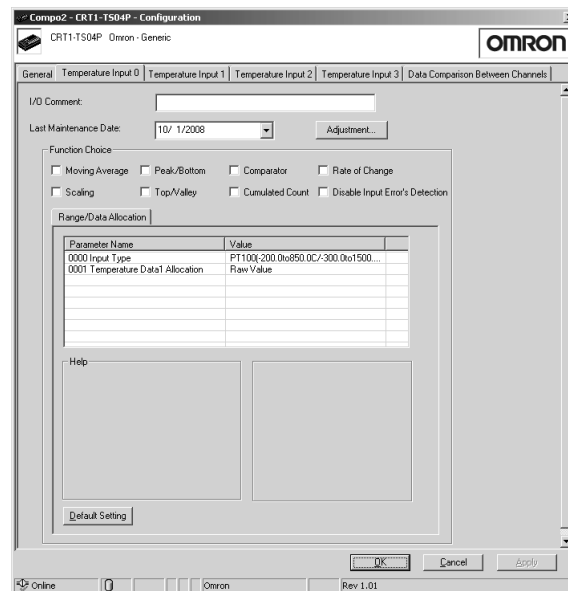 Compo2 - CRT1-TS04P - Configuration
CRT1-TS04P Omron - Generic
OMRON
General Temperature Input 0 Temperature Input 1 Temperature Input 2 Temperature Input 3 Data Comparison Between Channels
I/O Comment:
Last Maintenance Date: 10/ 1/2008 Adjustment...
Function Choice
Moving Average Peak/Bottom Comparator Rate of Change
Scaling Top/Valley Cumulated Count Disable Input Error's Detection
Range/Data Allocation
Parameter Name Value
0000 Input Type PT100(-200.0to850.0C/-300.0to1500....
0001 Temperature Data1 Allocation Raw Value
Help
Default Setting
OK Cancel Apply
Online Omron Rev 1.01